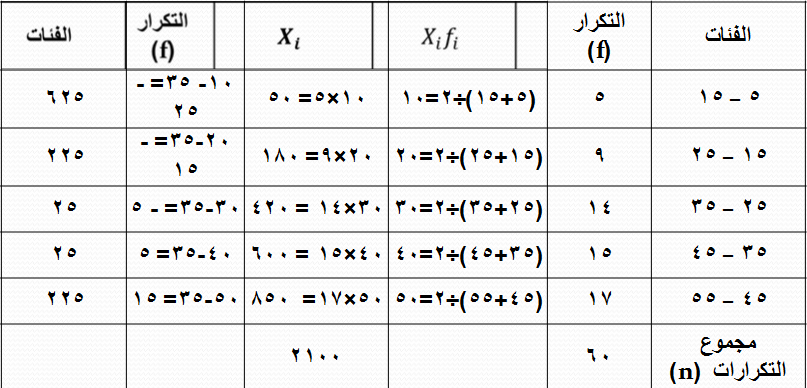 الفئات
التكرار
(f)
Xᵢfᵢ
Xᵢ
التكرار
(f)
الفئات
٥ – ١٥
٥
(٥+١٥)÷٢=١٠
١٠×٥= ٥٠
١٠- ٣٥= -
٢٥
٦٢٥
١٥ – ٢٥
٩
(١٥+٢٥)÷٢=٢٠
٢٠×٩= ١٨٠
٢٠-٣٥= -
١٥
٢٢٥
٢٥ – ٣٥
١٤
(٢٥+٣٥)÷٢=٣٠
٣٠×١٤ = ٤٢٠
٣٠-٣٥= - ٥
٢٥
٣٥ – ٤٥
١٥
(٣٥+٤٥)÷٢=٤٠
٤٠×١٥ = ٦٠٠
٤٠-٣٥= ٥
٢٥
٤٥ – ٥٥
١٧
(٤٥+٥٥)÷٢=٥٠
٥٠×١٧= ٨٥٠
٥٠-٣٥= ١٥
٢٢٥
مجموع
التكرارات (n)
٦٠
٢١٠٠